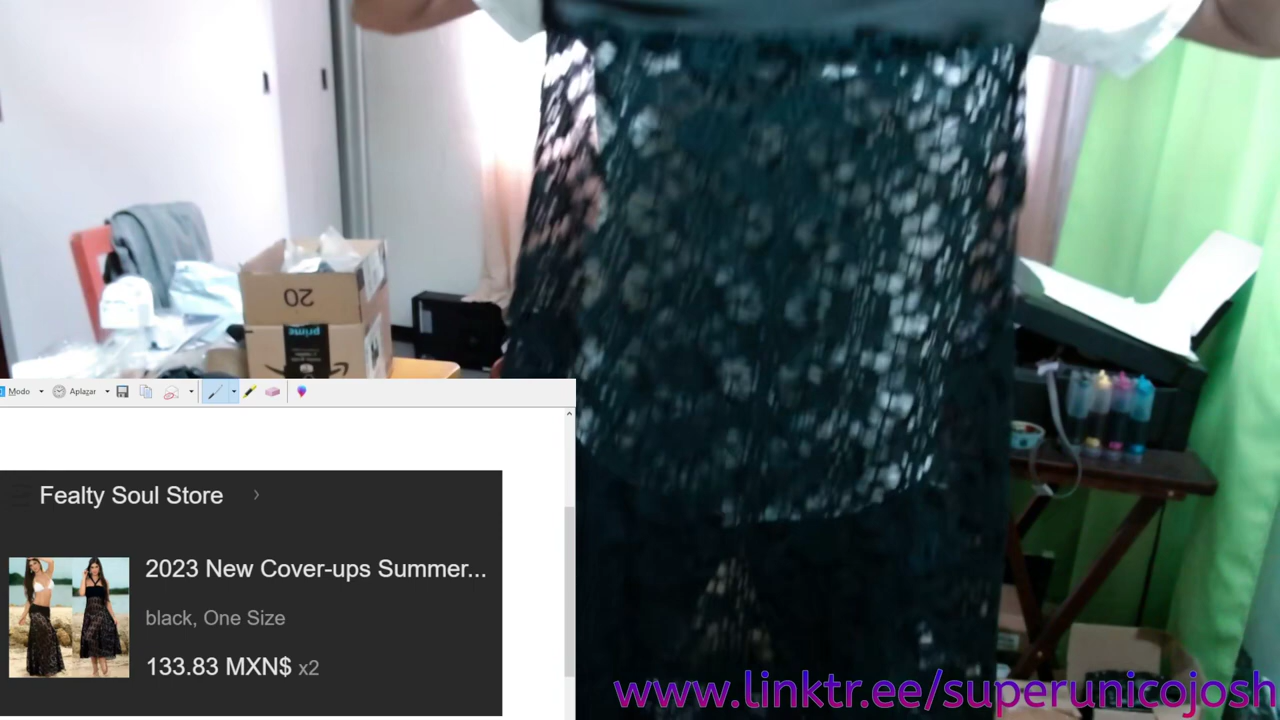 20
prime
Modo
Aplazar
Fealty Soul Store
2023 New Cover-ups Summer...
black, One Size
133.83 MXN$ x2
www.linktr.ee/superunicojosh